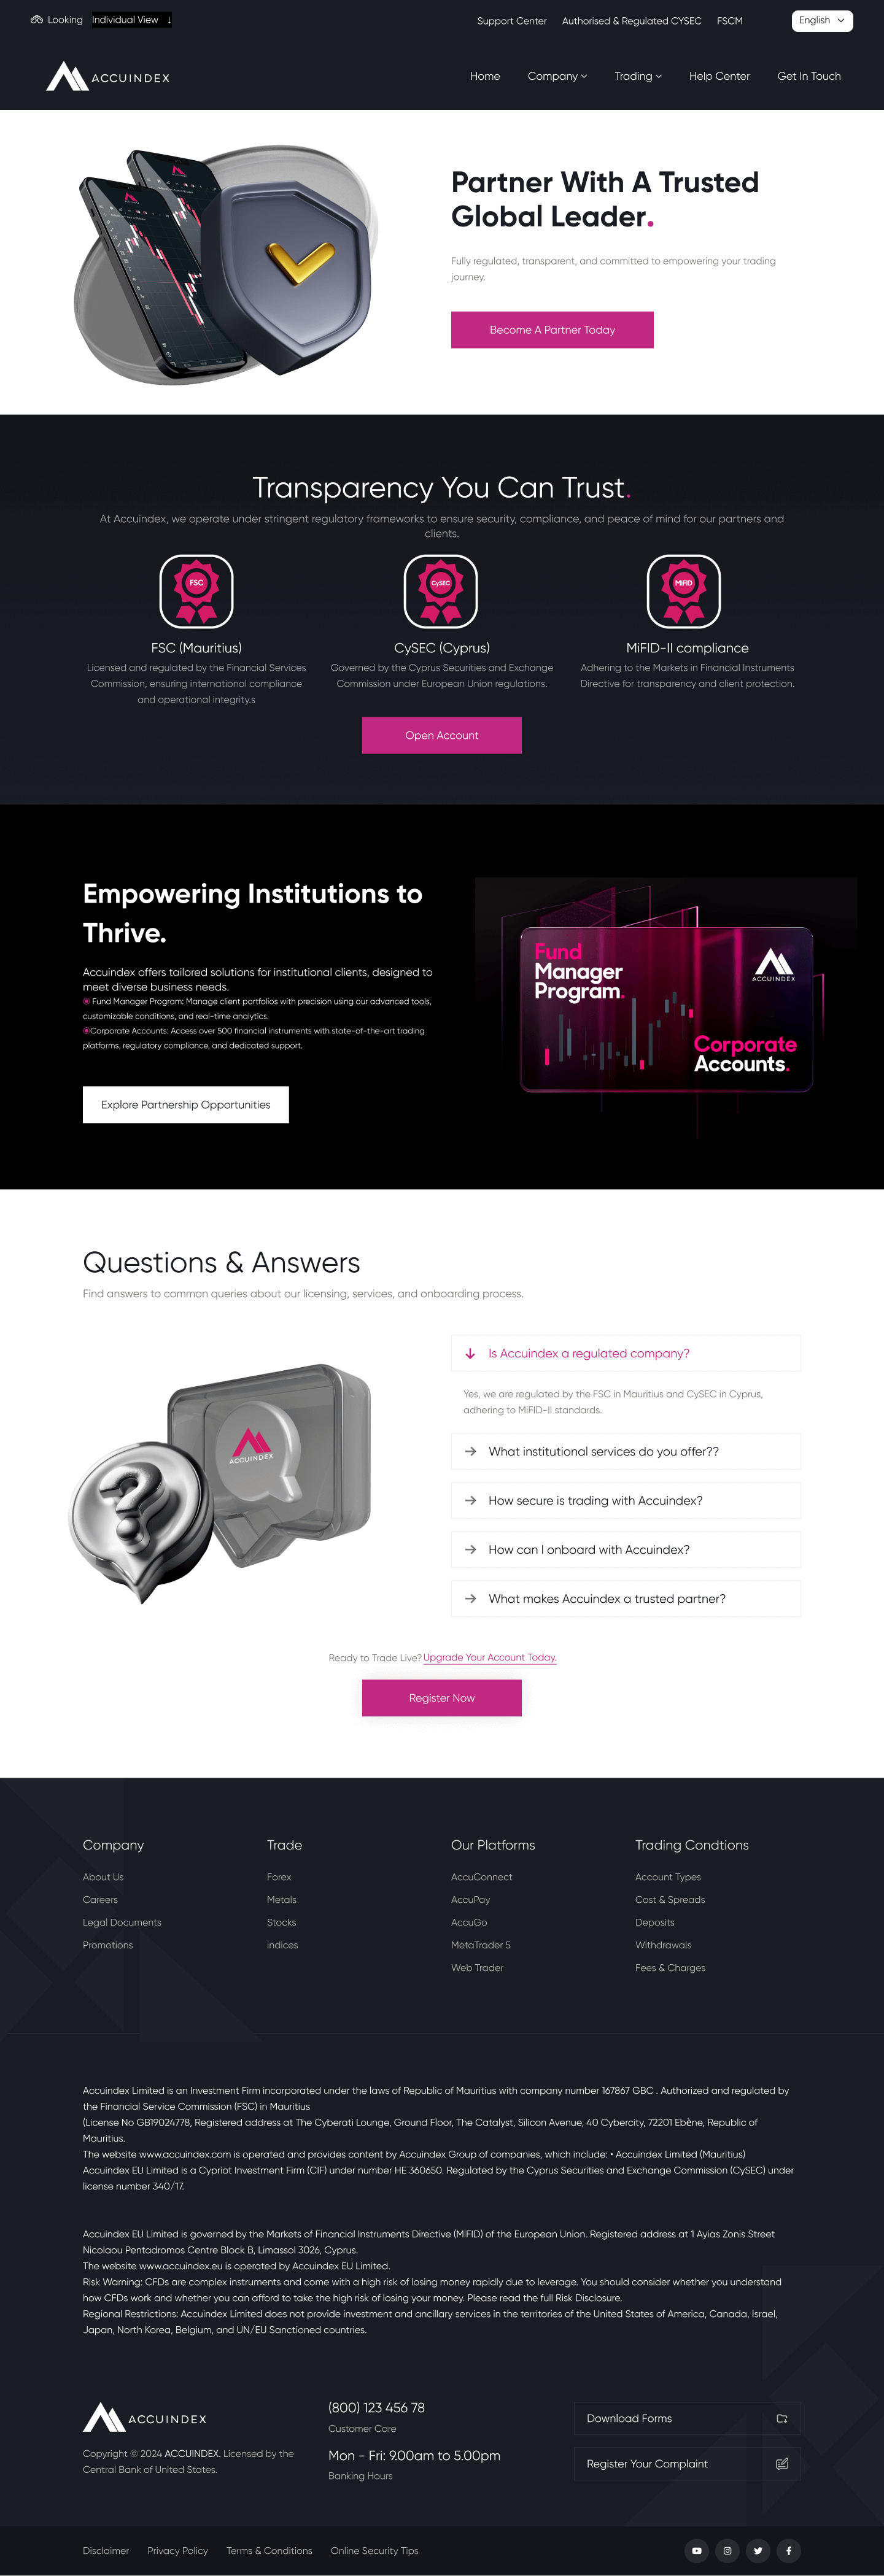 Looking Individual View ↓ Support Center Authorised & Regulated CYSEC FSCM English
ACCUINDEX Home Company Trading Help Center Get In Touch
Partner With A Trusted
Global Leader.
Fully regulated, transparent, and committed to empowering your trading
journey.
Become A Partner Today
Transparency You Can Trust.
At Accuindex, we operate under stringent regulatory frameworks to ensure security, compliance, and peace of mind for our partners and
clients.
FSC
CySEC
MiFID
FSC (Mauritius)
Licensed and regulated by the Financial Services
Commission, ensuring international compliance
and operational integrity.s
CySEC (Cyprus)
Governed by the Cyprus Securities and Exchange
Commission under European Union regulations.
MiFID-II compliance
Adhering to the Markets in Financial Instruments
Directive for transparency and client protection.
Open Account
Empowering Institutions to
Thrive.
Accuindex offers tailored solutions for institutional clients, designed to
meet diverse business needs.
Fund Manager Program: Manage client portfolios with precision using our advanced tools,
customizable conditions, and real-time analytics.
Corporate Accounts: Access over 500 financial instruments with state-of-the-art trading
platforms, regulatory compliance, and dedicated support.
Explore Partnership Opportunities
Fund
Manager
Program.
ACCUINDEX
Corporate
Accounts.
Questions & Answers
Find answers to common queries about our licensing, services, and onboarding process.
ACCUINDEX
Is Accuindex a regulated company?
Yes, we are regulated by the FSC in Mauritius and CySEC in Cyprus,
adhering to MiFID-II standards.
What institutional services do you offer??
How secure is trading with Accuindex?
How can I onboard with Accuindex?
What makes Accuindex a trusted partner?
Ready to Trade Live? Upgrade Your Account Today.
Register Now
Company
About Us
Careers
Legal Documents
Promotions
Trade
Forex
Metals
Stocks
indices
Our Platforms
AccuConnect
AccuPay
AccuGo
MetaTrader 5
Web Trader
Trading Condtions
Account Types
Cost & Spreads
Deposits
Withdrawals
Fees & Charges
Accuindex Limited is an Investment Firm incorporated under the laws of Republic of Mauritius with company number 167867 GBC . Authorized and regulated by
the Financial Service Commission (FSC) in Mauritius
(License No GB19024778, Registered address at The Cyberati Lounge, Ground Floor, The Catalyst, Silicon Avenue, 40 Cybercity, 72201 Ebène, Republic of
Mauritius.
The website www.accuindex.com is operated and provides content by Accuindex Group of companies, which include: • Accuindex Limited (Mauritius)
Accuindex EU Limited is a Cypriot Investment Firm (CIF) under number HE 360650. Regulated by the Cyprus Securities and Exchange Commission (CySEC) under
license number 340/17.
Accuindex EU Limited is governed by the Markets of Financial Instruments Directive (MiFID) of the European Union. Registered address at 1 Ayias Zonis Street
Nicolaou Pentadromos Centre Block B, Limassol 3026, Cyprus.
The website www.accuindex.eu is operated by Accuindex EU Limited.
Risk Warning: CFDs are complex instruments and come with a high risk of losing money rapidly due to leverage. You should consider whether you understand
how CFDs work and whether you can afford to take the high risk of losing your money. Please read the full Risk Disclosure.
Regional Restrictions: Accuindex Limited does not provide investment and ancillary services in the territories of the United States of America, Canada, Israel,
Japan, North Korea, Belgium, and UN/EU Sanctioned countries.
ACCUINDEX
Copyright © 2024 ACCUINDEX. Licensed by the
Central Bank of United States.
(800) 123 456 78
Customer Care
Mon - Fri: 9.00am to 5.00pm
Banking Hours
Download Forms
Register Your Complaint
Disclaimer Privacy Policy Terms & Conditions Online Security Tips